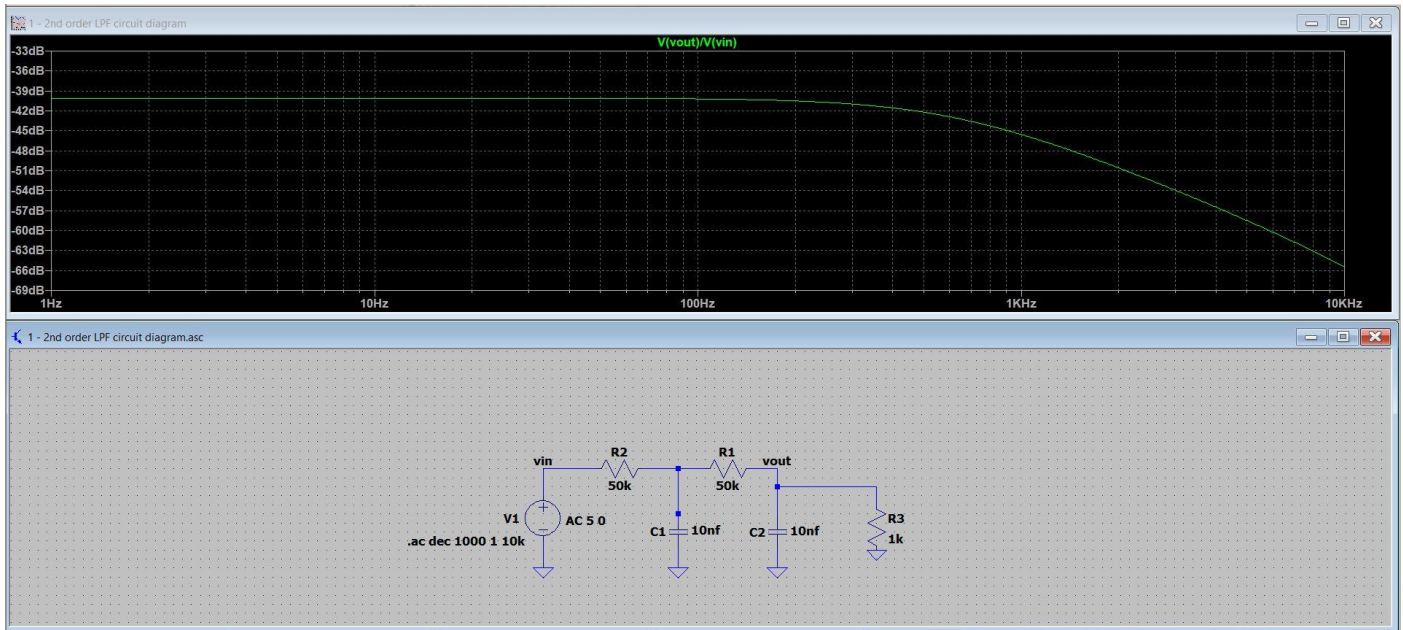 1 - 2nd order LPF circuit diagram
V(vout)/V(vin)
-33dB
-36dB
-39dB
-42dB
-45dB
-48dB
-51dB
-54dB
-57dB
-60dB
-63dB
-66dB
-69dB
1Hz 10Hz 100Hz 1KHz 10KHz
1 - 2nd order LPF circuit diagram.asc
vin R2 R1 vout
50k 50k
V1 AC 5 0 C1 10nf C2 10nf R3
.ac dec 1000 1 10k 1k